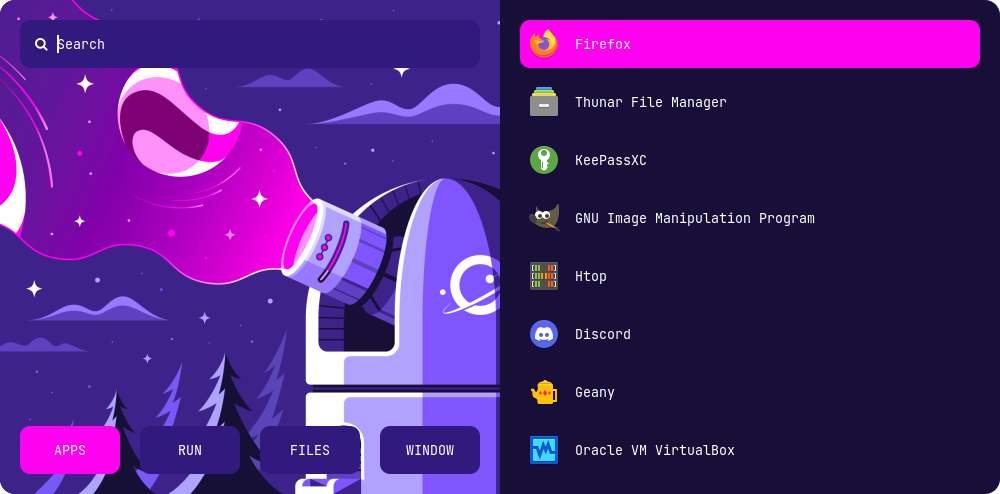 Search
Firefox
Thunar File Manager
KeePassXC
GNU Image Manipulation Program
Htop
Discord
Geany
Oracle VM VirtualBox
APPS
RUN
FILES
WINDOW